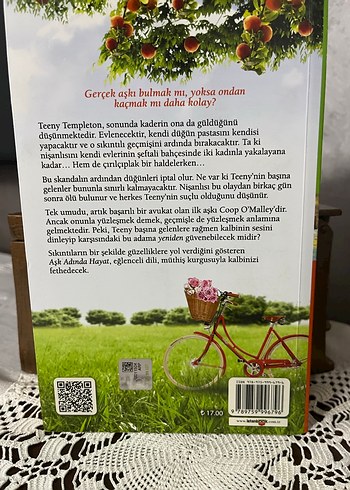 Gerçek aşkı bulmak mı, yoksa ondan
kaçmak mı daha kolay?
Teeny Templeton, sonunda kaderin ona da güldüğünü
düşünmektedir. Evlenecektir, kendi düğün pastasını kendisi
yapacaktır ve o sıkıntılı geçmişini ardında bırakacaktır. Ta ki
nişanlısını kendi evlerinin şeftali bahçesinde iki kadınla yakalayana
kadar… Hem de çırılçıplak bir haldelerken…
Bu skandalın ardından düğünleri iptal olur. Ne var ki Teeny'nin başına
gelenler bununla sınırlı kalmayacaktır. Nişanlısı bu olaydan birkaç gün
sonra ölü bulunur ve herkes Teeny'nin suçlu olduğunu düşünür.
Tek umudu, artık başarılı bir avukat olan ilk aşkı Coop O'Malley'dir.
Ancak onunla yüzleşmek demek, geçmişle de yüzleşmek anlamına
gelmektedir. Peki, Teeny başına gelenlere rağmen kalbinin sesini
dinleyip karşısındaki bu adama yeniden güvenebilecek midir?
Sıkıntıların bir şekilde güzelliklere yol verdiğini gösteren
Aşk Adında Hayat, eğlenceli dili, müthiş kurgusuyla kalbinizi
fethedecek.
₺ 17.00
9 789759 996796